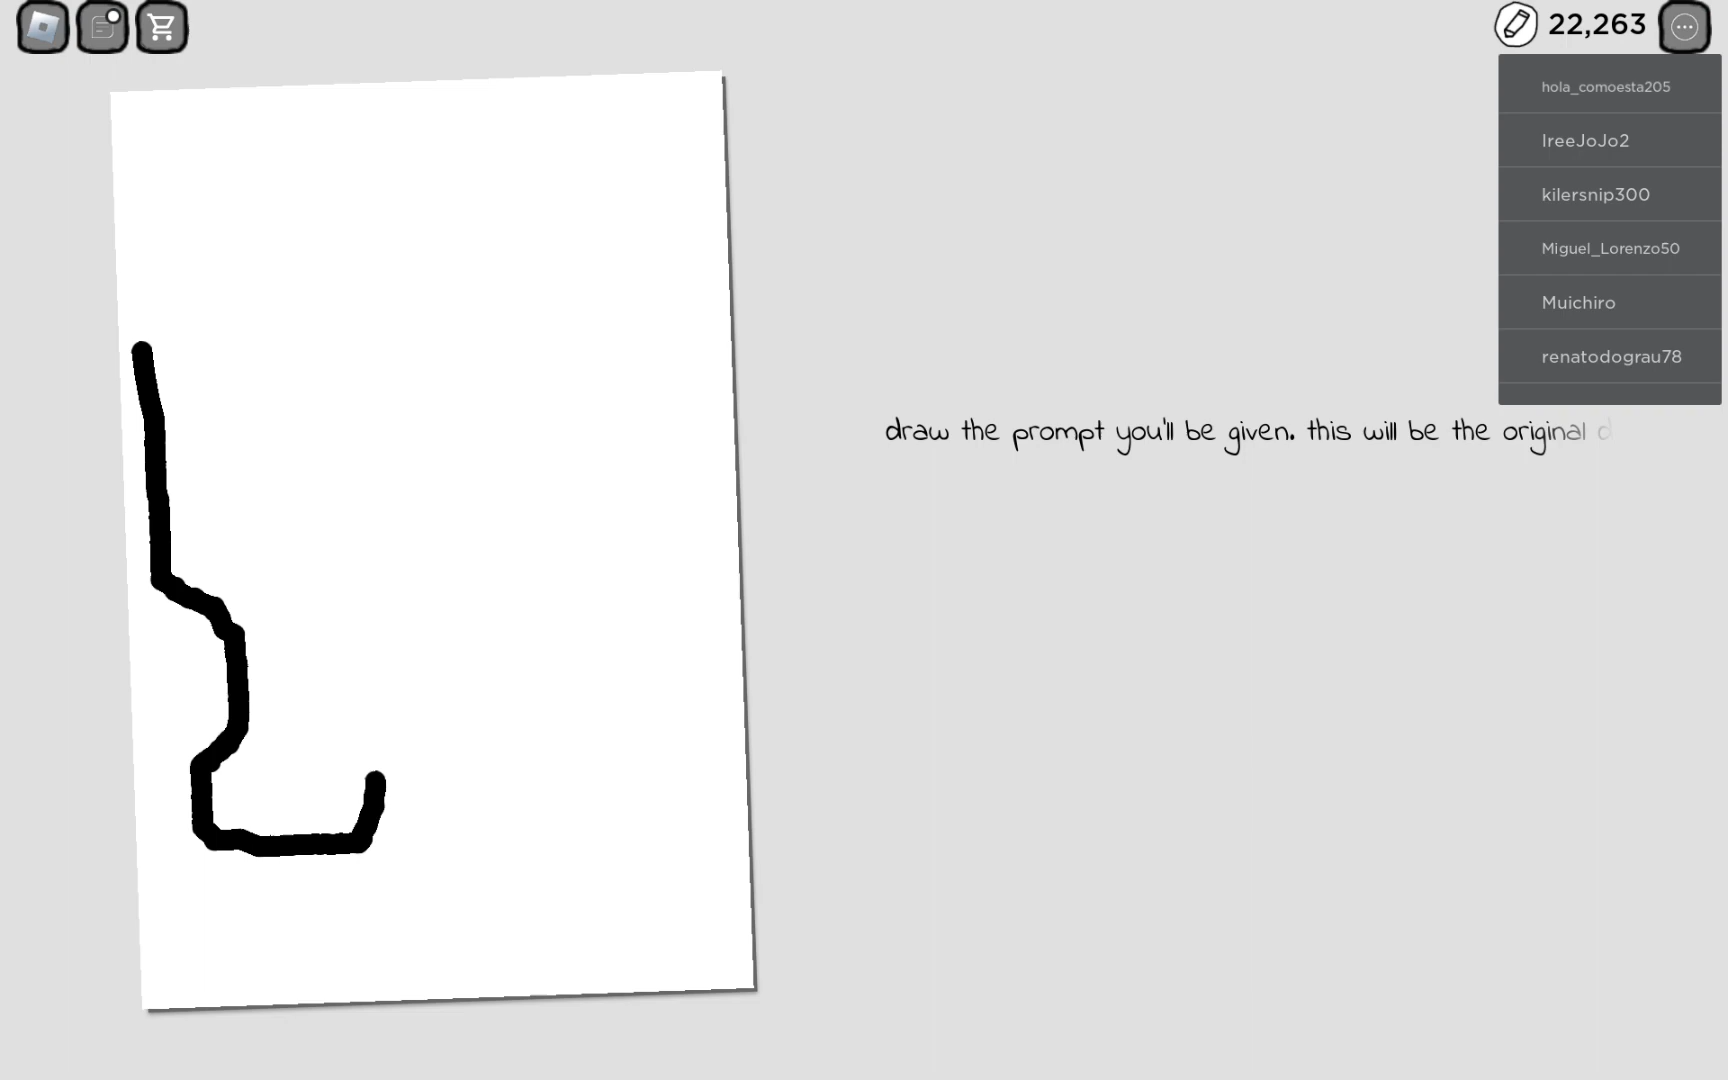 22,263
hola_comoesta205
IreeJoJo2
kilersnip300
Miguel_Lorenzo50
Muichiro
renatodograu78
draw the prompt you'll be given. this will be the original d